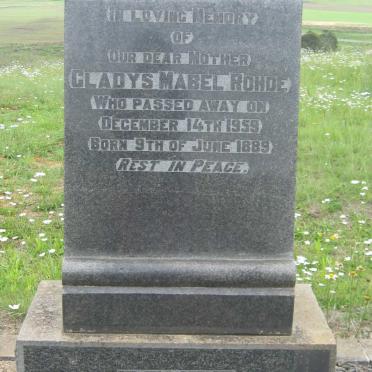 In Loving Memory
OF
Our dear Mother
Gladys Mabel Rohde
Who passed away on
December 14th 1959
Born 9th of June 1889
Rest in Peace.